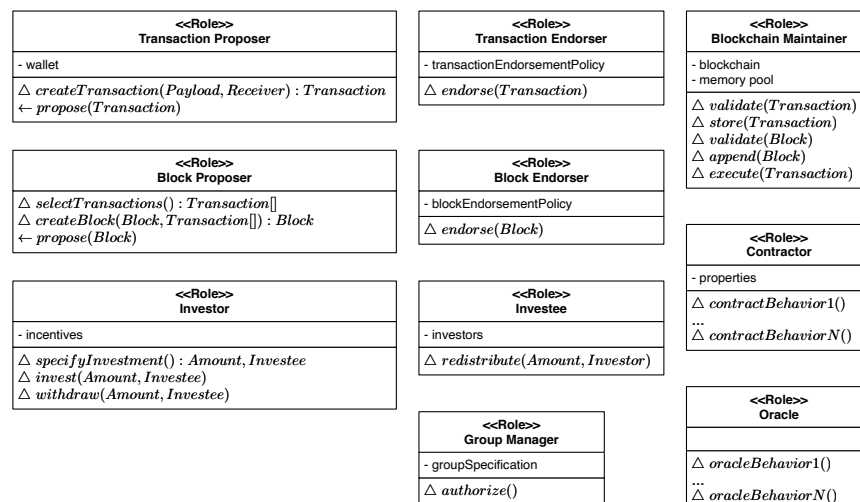 <<Role>>
Transaction Proposer
- wallet
△ createTransaction(Payload, Receiver) : Transaction
← propose(Transaction)
<<Role>>
Transaction Endorser
- transactionEndorsementPolicy
△ endorse(Transaction)
<<Role>>
Blockchain Maintainer
- blockchain
- memory pool
△ validate(Transaction)
△ store(Transaction)
△ validate(Block)
△ append(Block)
△ execute(Transaction)
<<Role>>
Block Proposer
△ selectTransactions() : Transaction[]
△ createBlock(Block, Transaction[]) : Block
← propose(Block)
<<Role>>
Block Endorser
- blockEndorsementPolicy
△ endorse(Block)
<<Role>>
Contractor
- properties
△ contractBehavior1()
...
△ contractBehaviorN()
<<Role>>
Investor
- incentives
△ specifyInvestment() : Amount, Investee
△ invest(Amount, Investee)
△ withdraw(Amount, Investee)
<<Role>>
Investee
- investors
△ redistribute(Amount, Investor)
<<Role>>
Group Manager
- groupSpecification
△ authorize()
<<Role>>
Oracle
△ oracleBehavior1()
...
△ oracleBehaviorN()